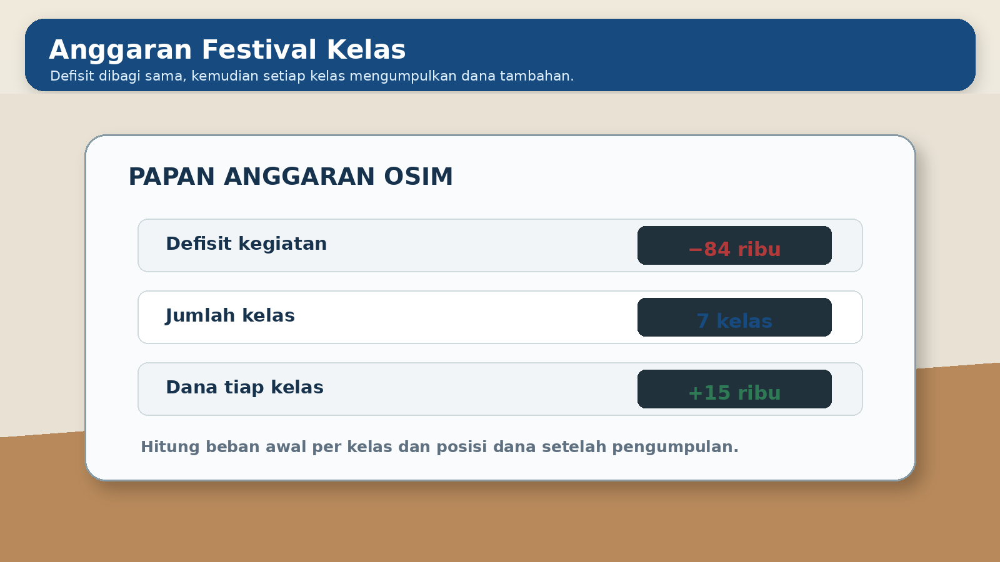 Anggaran Festival Kelas
Defisit dibagi sama, kemudian setiap kelas mengumpulkan dana tambahan.
PAPAN ANGGARAN OSIM
Defisit kegiatan −84 ribu
Jumlah kelas 7 kelas
Dana tiap kelas +15 ribu
Hitung beban awal per kelas dan posisi dana setelah pengumpulan.